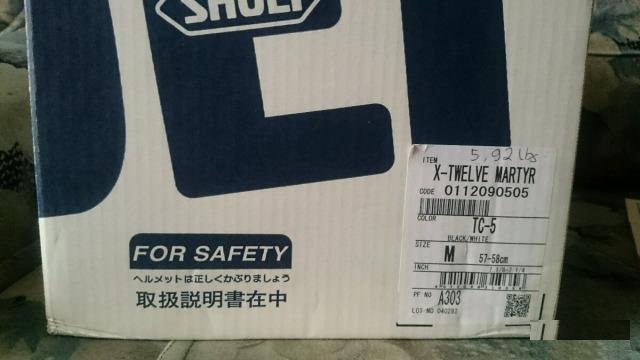 SHOEI
5.92 lbs
ITEM
X-TWELVE MARTYR
CODE 0112090505
COLOR
TC-5
BLACK/WHITE
SIZE
M 57-58cm
INCH
PF NO A303
LOT-NO 040282
FOR SAFETY
ヘルメットは正しくかぶりましょう
取扱説明書在中